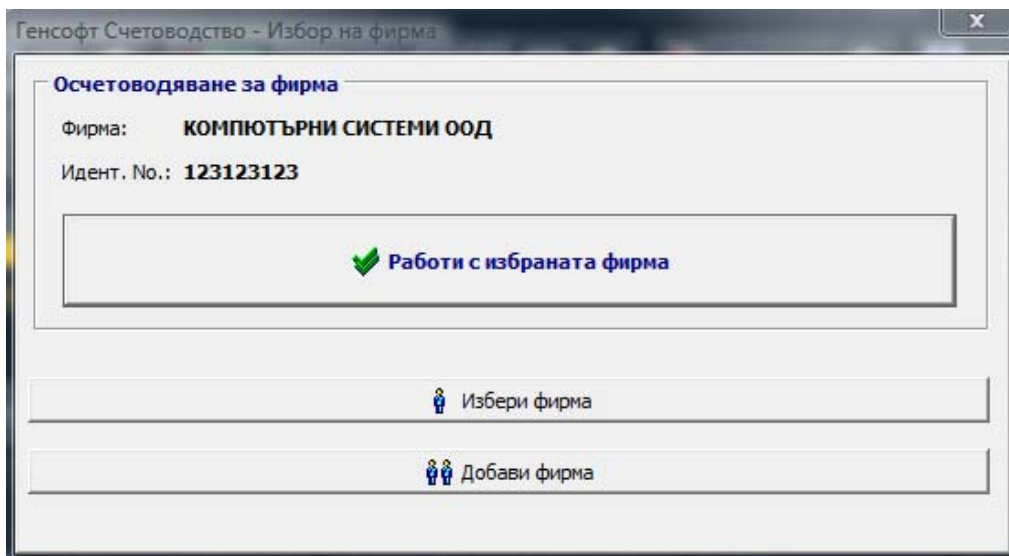 Генсофт Счетоводство - Избор на фирма
Осчетоводяване за фирма
Фирма: КОМПЮТЪРНИ СИСТЕМИ ООД
Идент. No.: 123123123
Работи с избраната фирма
Избери фирма
Добави фирма